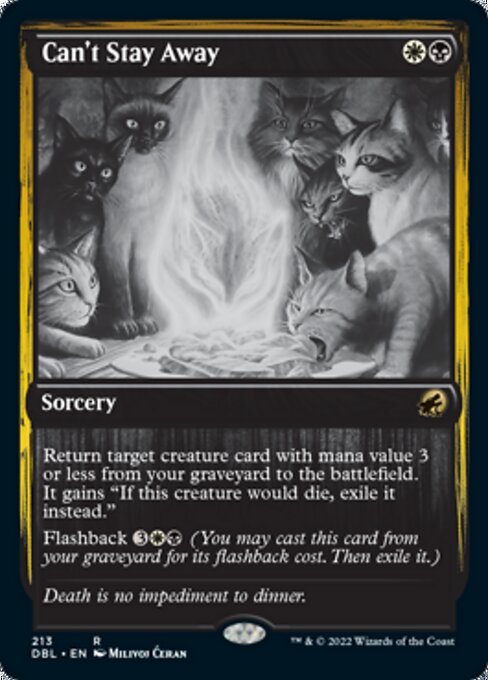 Can't Stay Away
Sorcery
Return target creature card with mana value 3
or less from your graveyard to the battlefield.
It gains “If this creature would die, exile it
instead.”
Flashback 3 (You may cast this card from
your graveyard for its flashback cost. Then exile it.)
Death is no impediment to dinner.
213 R
DBL • EN Milivoj Ćeran
™ & © 2022 Wizards of the Coast